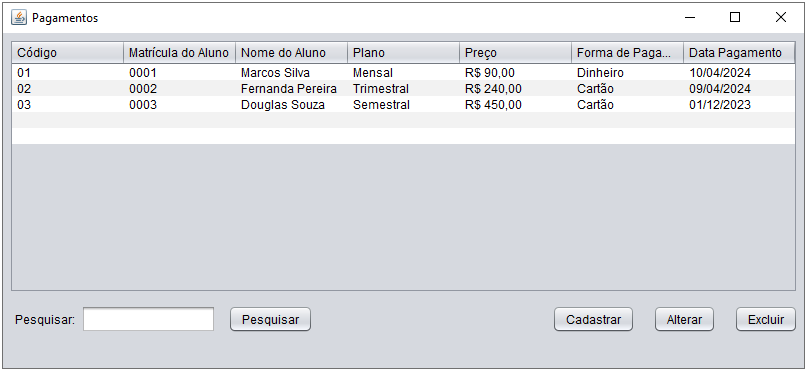 Pagamentos
Código Matrícula do Aluno Nome do Aluno Plano Preço Forma de Paga... Data Pagamento
01 0001 Marcos Silva Mensal R$ 90,00 Dinheiro 10/04/2024
02 0002 Fernanda Pereira Trimestral R$ 240,00 Cartão 09/04/2024
03 0003 Douglas Souza Semestral R$ 450,00 Cartão 01/12/2023
Pesquisar: Pesquisar Cadastrar Alterar Excluir